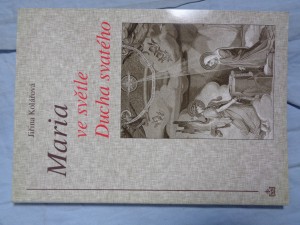 Jiřina Kolářová
Maria
ve světle
Ducha svatého